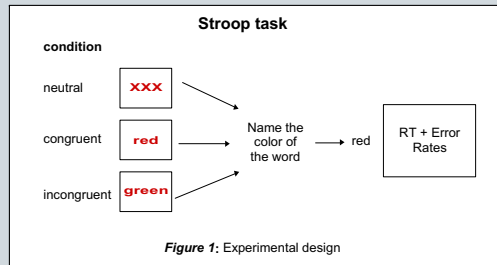 Stroop task
condition
neutral
XXX
congruent
red
incongruent
green
Name the
color of
the word
red
RT + Error
Rates
Figure 1: Experimental design